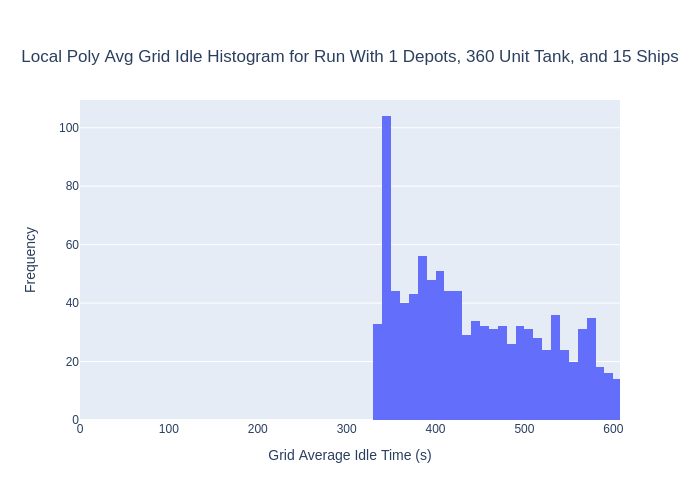 Local Poly Avg Grid Idle Histogram for Run With 1 Depots, 360 Unit Tank, and 15 Ships
100
80
60
40
20
0
Frequency
0 100 200 300 400 500 600
Grid Average Idle Time (s)